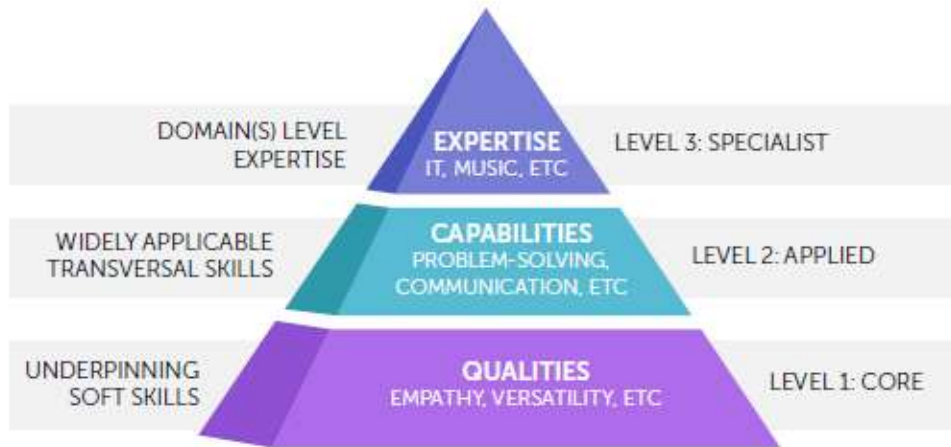 DOMAIN(S) LEVEL
EXPERTISE
EXPERTISE
IT, MUSIC, ETC
LEVEL 3: SPECIALIST
WIDELY APPLICABLE
TRANSVERSAL SKILLS
CAPABILITIES
PROBLEM-SOLVING,
COMMUNICATION, ETC
LEVEL 2: APPLIED
UNDERPINNING
SOFT SKILLS
QUALITIES
EMPATHY, VERSATILITY, ETC
LEVEL 1: CORE